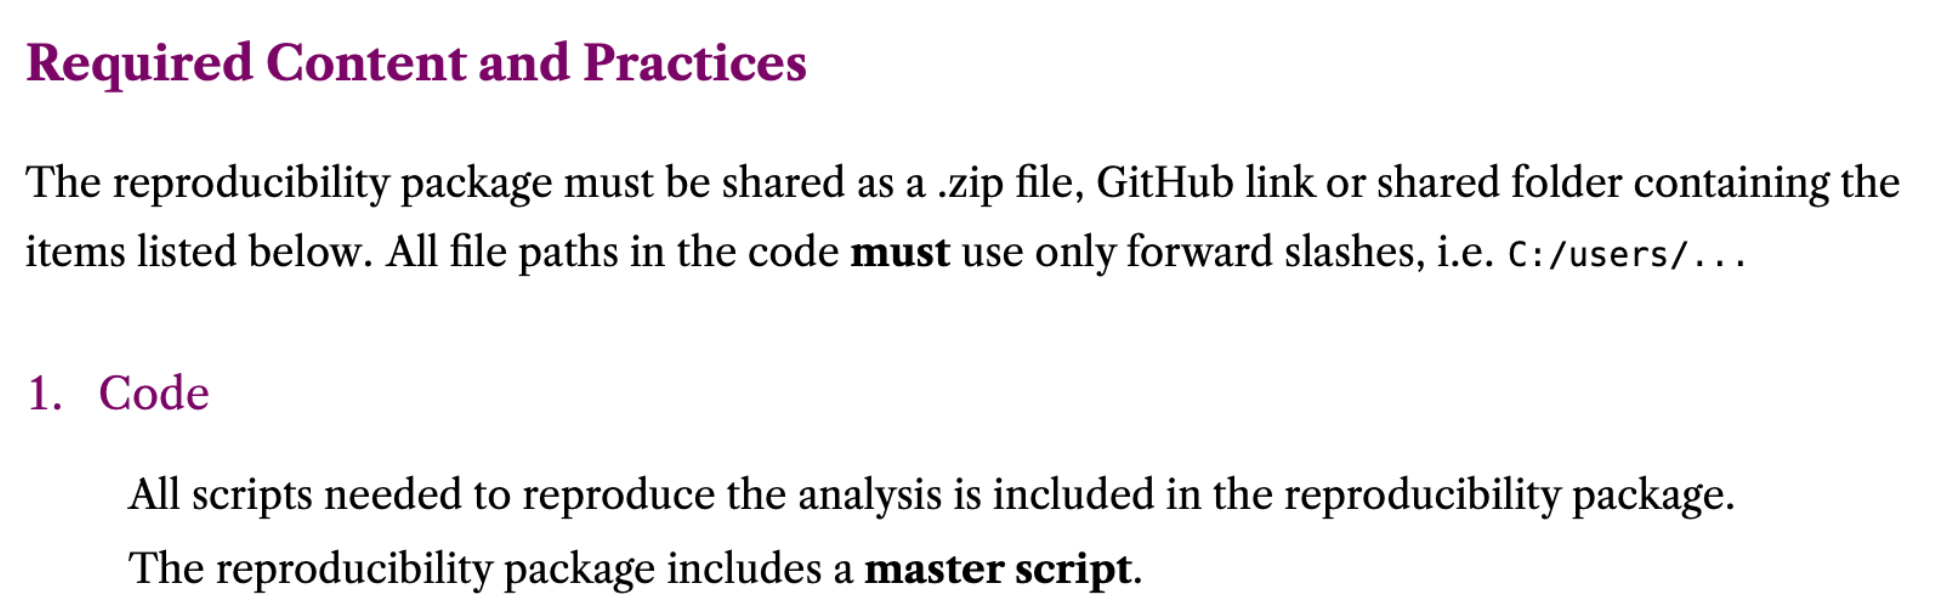 Required Content and Practices
The reproducibility package must be shared as a .zip file, GitHub link or shared folder containing the
items listed below. All file paths in the code must use only forward slashes, i.e. C:/users/...
1. Code
All scripts needed to reproduce the analysis is included in the reproducibility package.
The reproducibility package includes a master script.